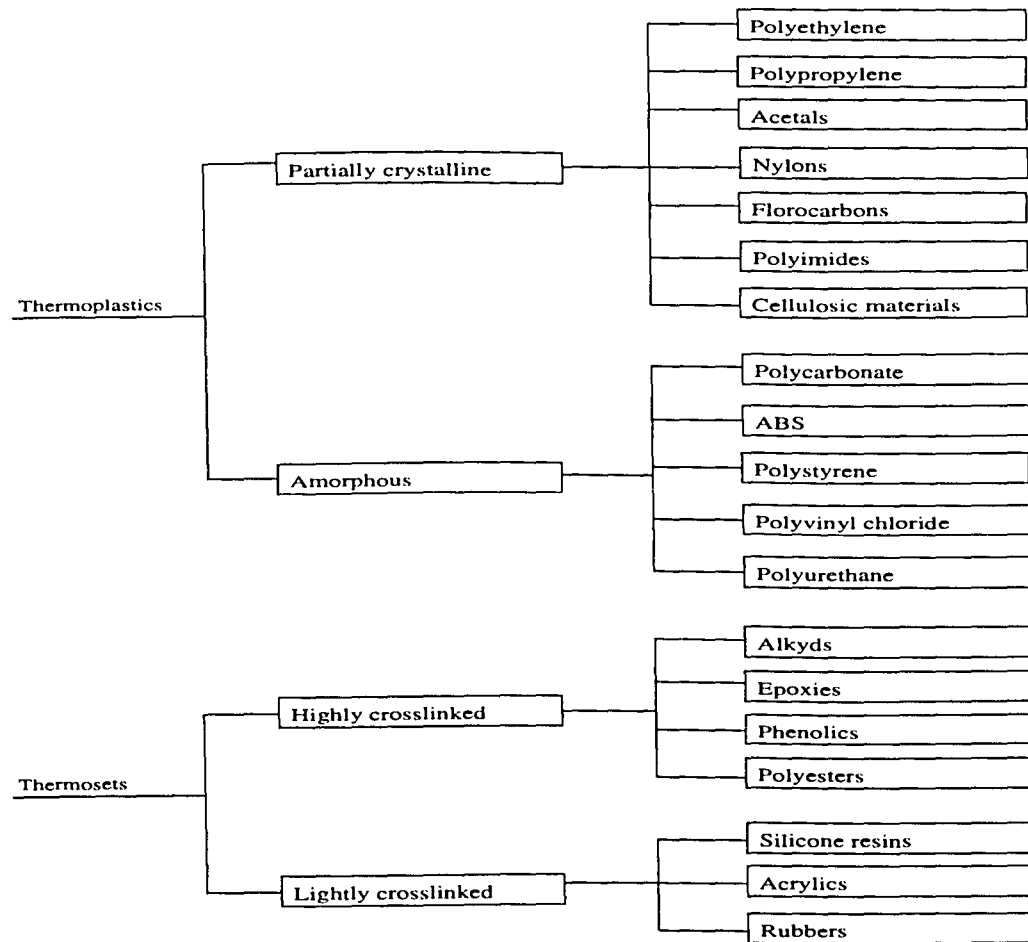 Thermoplastics
Partially crystalline
Polyethylene
Polypropylene
Acetals
Nylons
Florocarbons
Polyimides
Cellulosic materials
Amorphous
Polycarbonate
ABS
Polystyrene
Polyvinyl chloride
Polyurethane
Thermosets
Highly crosslinked
Alkyds
Epoxies
Phenolics
Polyesters
Lightly crosslinked
Silicone resins
Acrylics
Rubbers